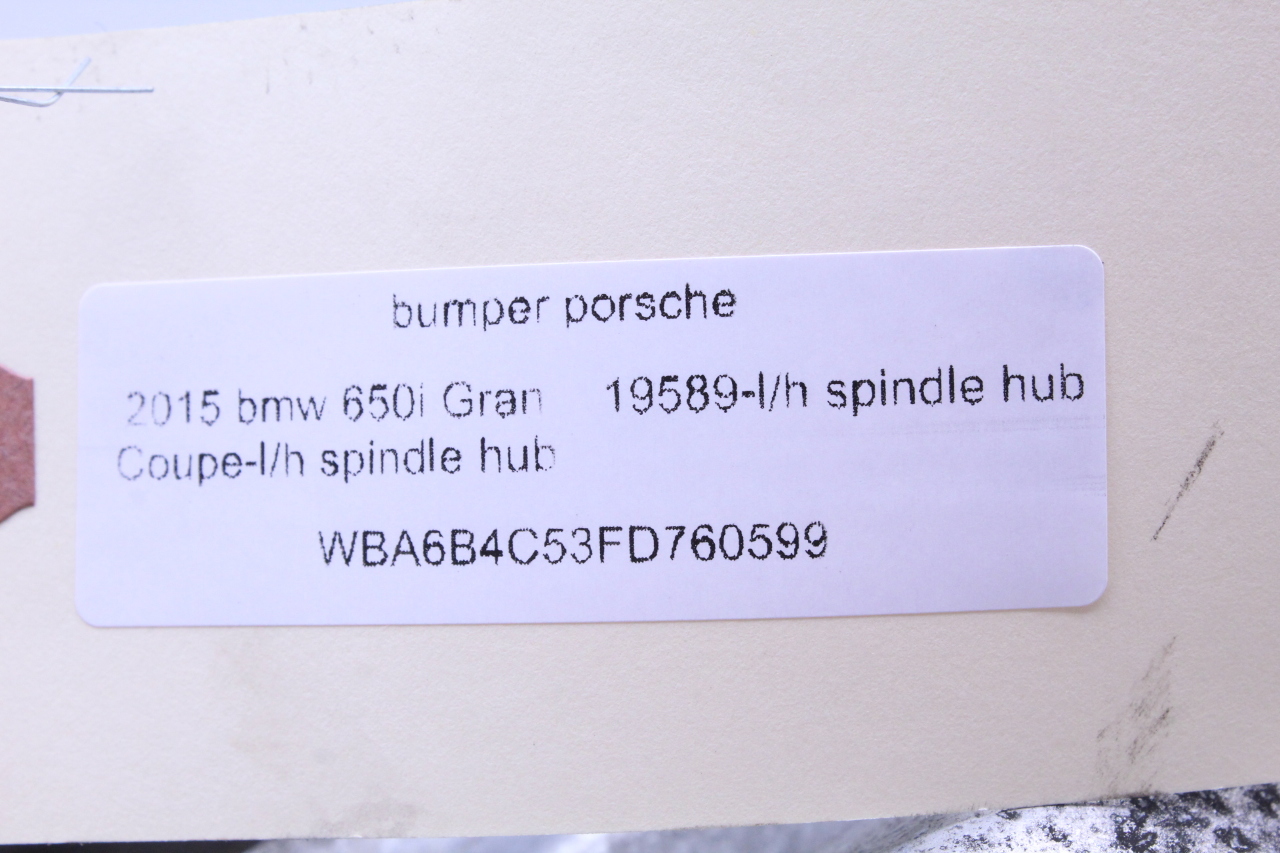 bumper porsche
2015 bmw 650i Gran
Coupe-l/h spindle hub
19589-l/h spindle hub
WBA6B4C53FD760599